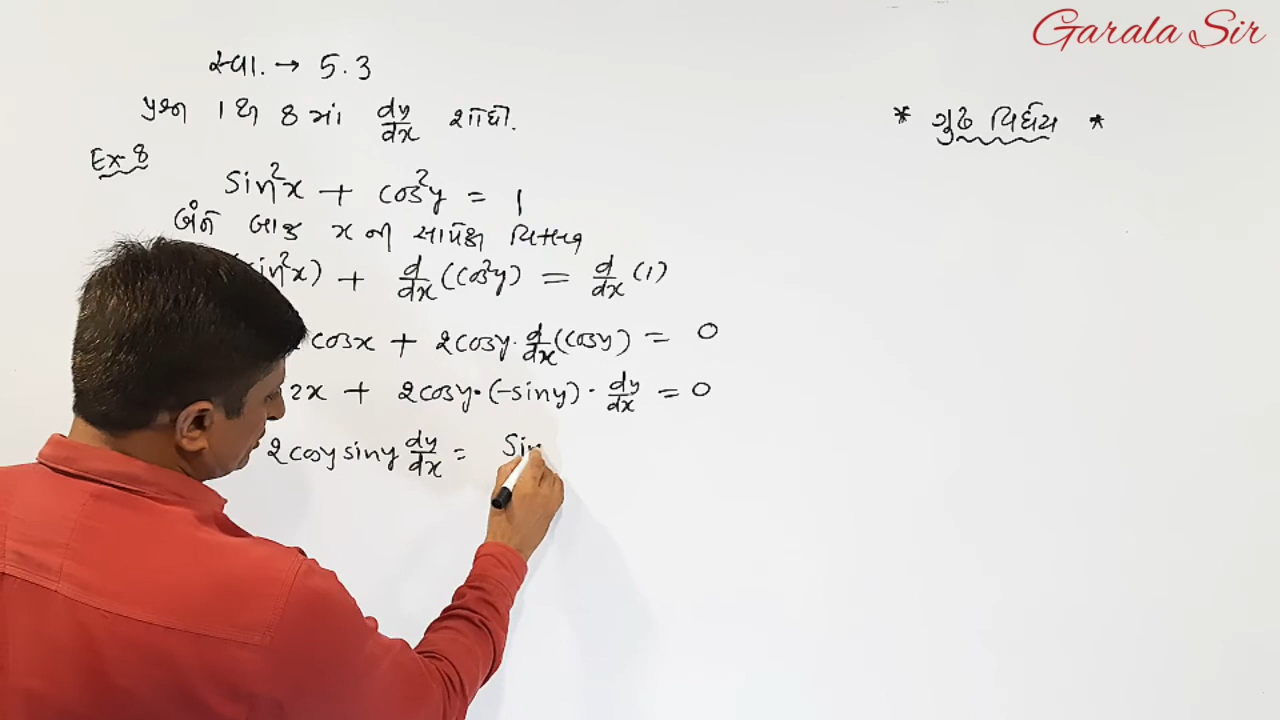 Garala Sir
સ્વા. → 5.3
પ્રશ્ન 1 થી 8 માં dy/dx શોધો.
* ગુઢ વિધેય *
Ex-8
Sin²x + cos²y = 1
બંને બાજુ x ની સાપેક્ષ વિકલન
sin²x) + d/dx (cos²y) = d/dx (1)
cosx + 2cosy · d/dx (cosy) = 0
2x + 2cosy · (-siny) · dy/dx = 0
2cosy siny dy/dx = Sin